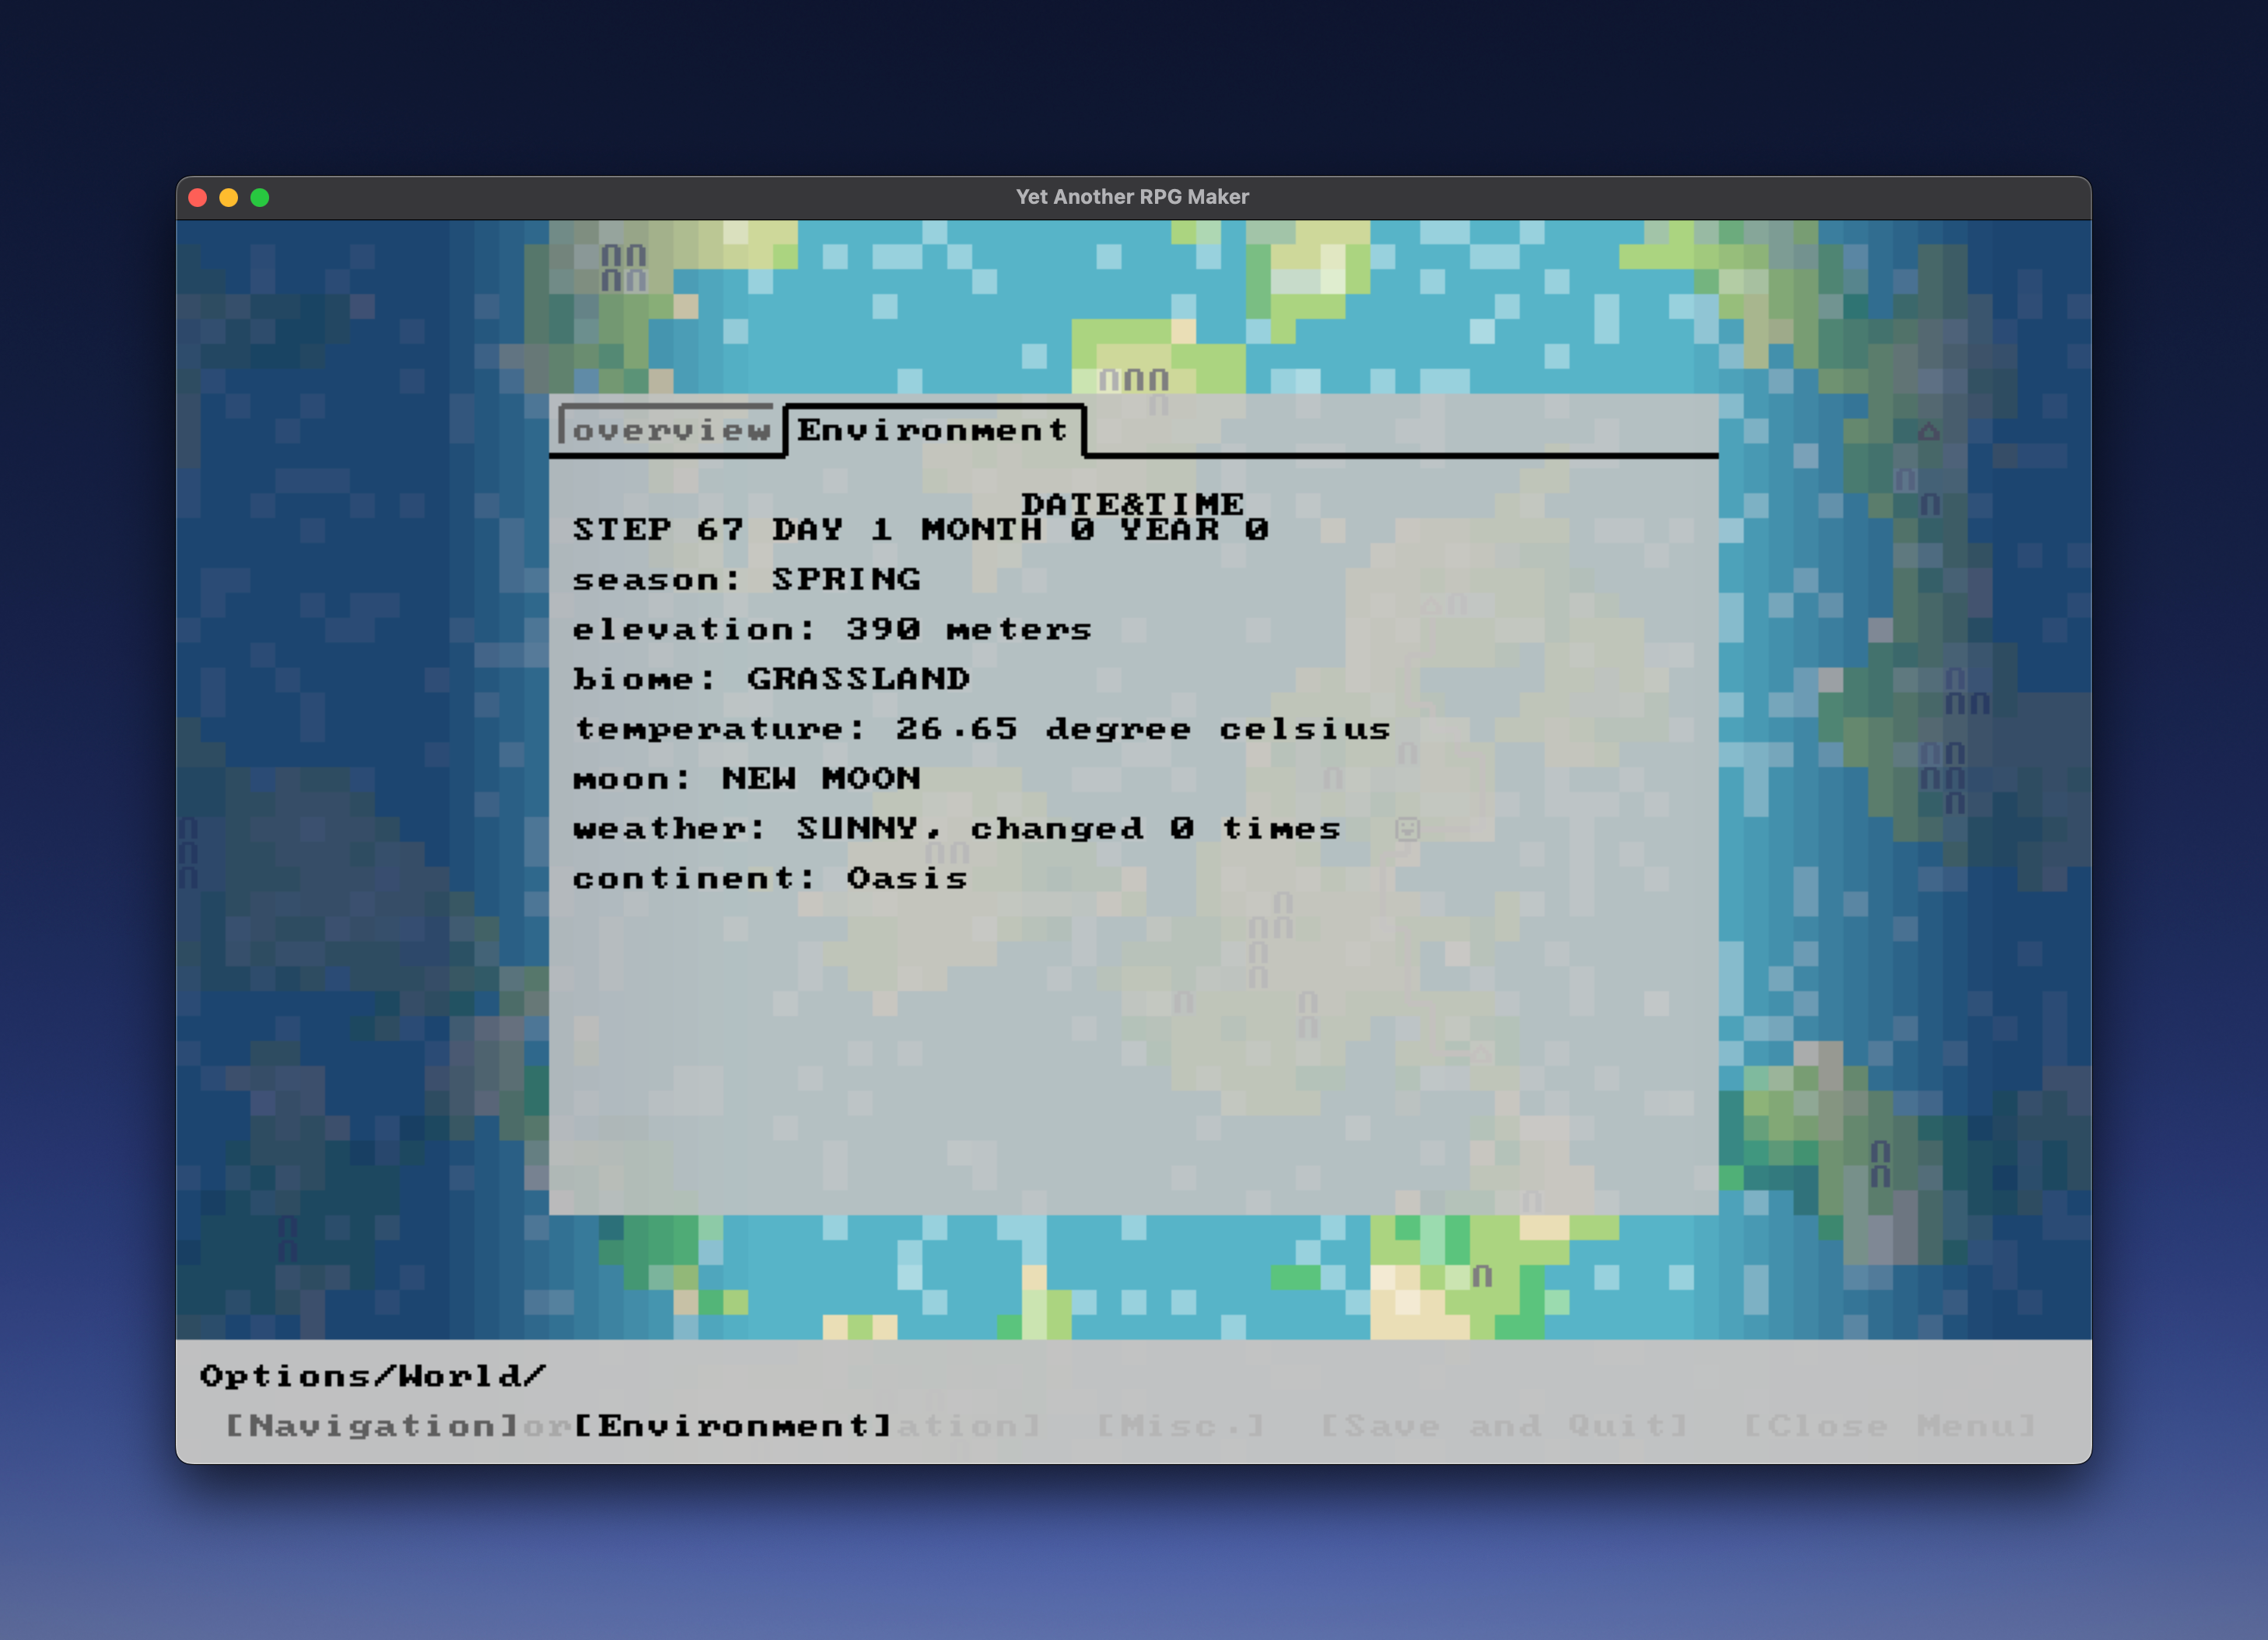 Yet Another RPG Maker
overview Environment
DATE&TIME
STEP 67 DAY 1 MONTH 0 YEAR 0
season: SPRING
elevation: 390 meters
biome: GRASSLAND
temperature: 26.65 degree celsius
moon: NEW MOON
weather: SUNNY, changed 0 times
continent: Oasis
Options/World/
[Navigation]or[Environment]ation] [Misc.] [Save and Quit] [Close Menu]